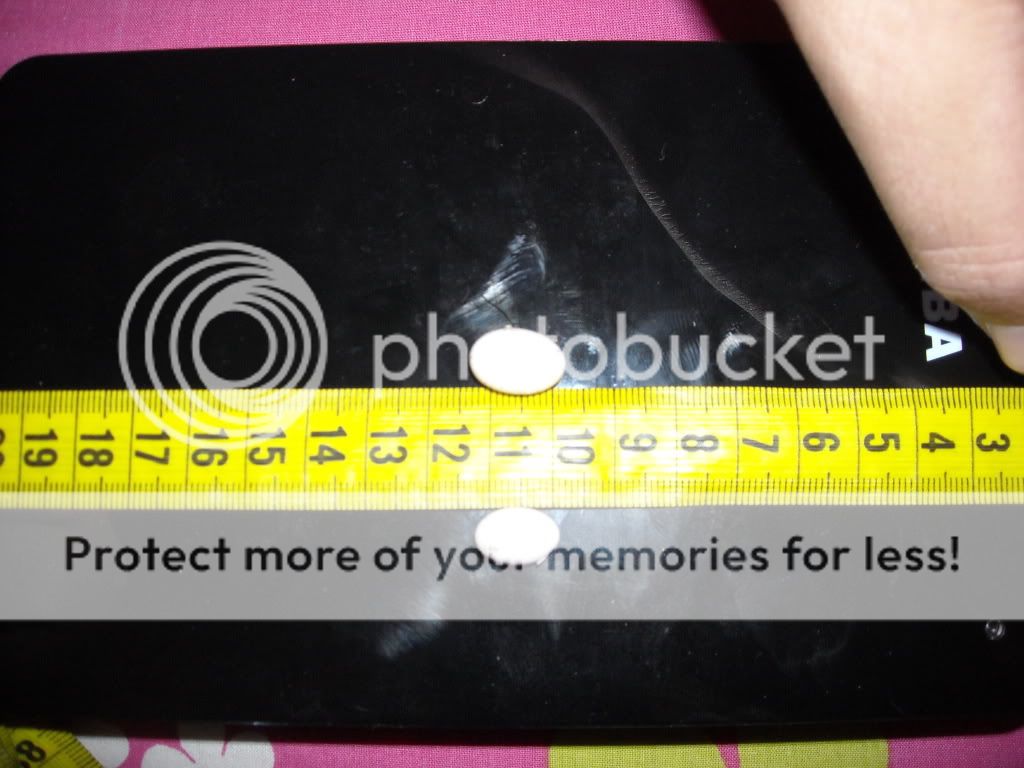 photobucket
BA
19 18 17 16 15 14 13 12 11 10 9 8 7 6 5 4 3
Protect more of your memories for less!
8